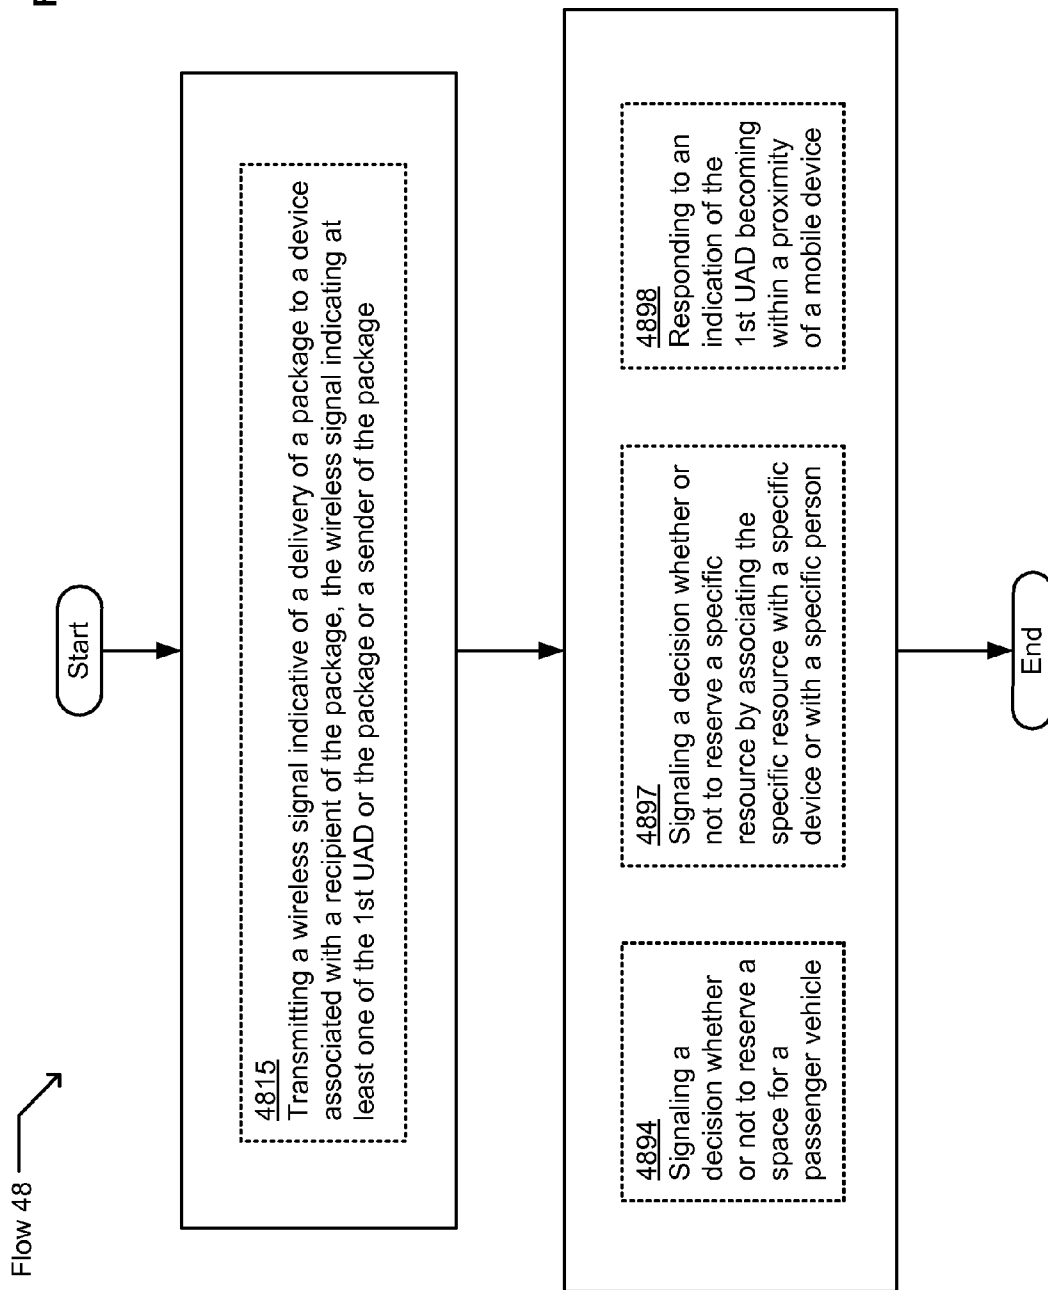 Flow 48
Start
4815
Transmitting a wireless signal indicative of a delivery of a package to a device
associated with a recipient of the package, the wireless signal indicating at
least one of the 1st UAD or the package or a sender of the package
4894
Signaling a
decision whether
or not to reserve a
space for a
passenger vehicle
4897
Signaling a decision whether or
not to reserve a specific
resource by associating the
specific resource with a specific
device or with a specific person
4898
Responding to an
indication of the
1st UAD becoming
within a proximity
of a mobile device
End